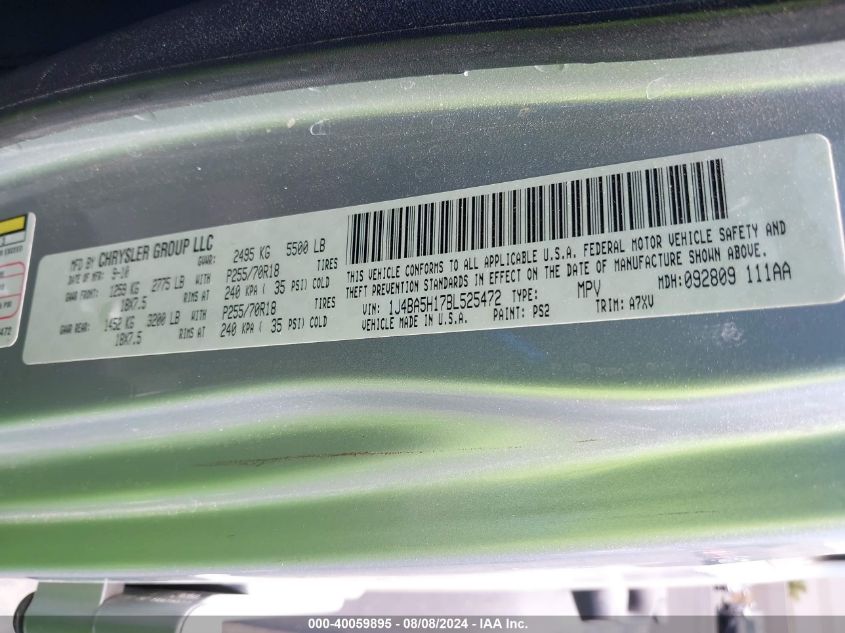 MFD BY CHRYSLER GROUP LLC
DATE OF MFR 9-10 GVWR: 2495 KG 5500 LB
GAWR FRONT: 1259 KG 2775 LB WITH P255/70R18 TIRES
18X7.5 RIMS AT 240 KPA ( 35 PSI) COLD
GWR REAR: 1452 KG 3200 LB WITH P255/70R18 TIRES
18X7.5 RIMS AT 240 KPA ( 35 PSI) COLD
THIS VEHICLE CONFORMS TO ALL APPLICABLE U.S.A. FEDERAL MOTOR VEHICLE SAFETY AND
THEFT PREVENTION STANDARDS IN EFFECT ON THE DATE OF MANUFACTURE SHOWN ABOVE.
VIN: 1J4BA5H17BL525472 TYPE: MPV MDH:092809 111AA
VEHICLE MADE IN U.S.A. PAINT: PS2 TRIM: A7XV
000-40059895 - 08/08/2024 - IAA Inc.